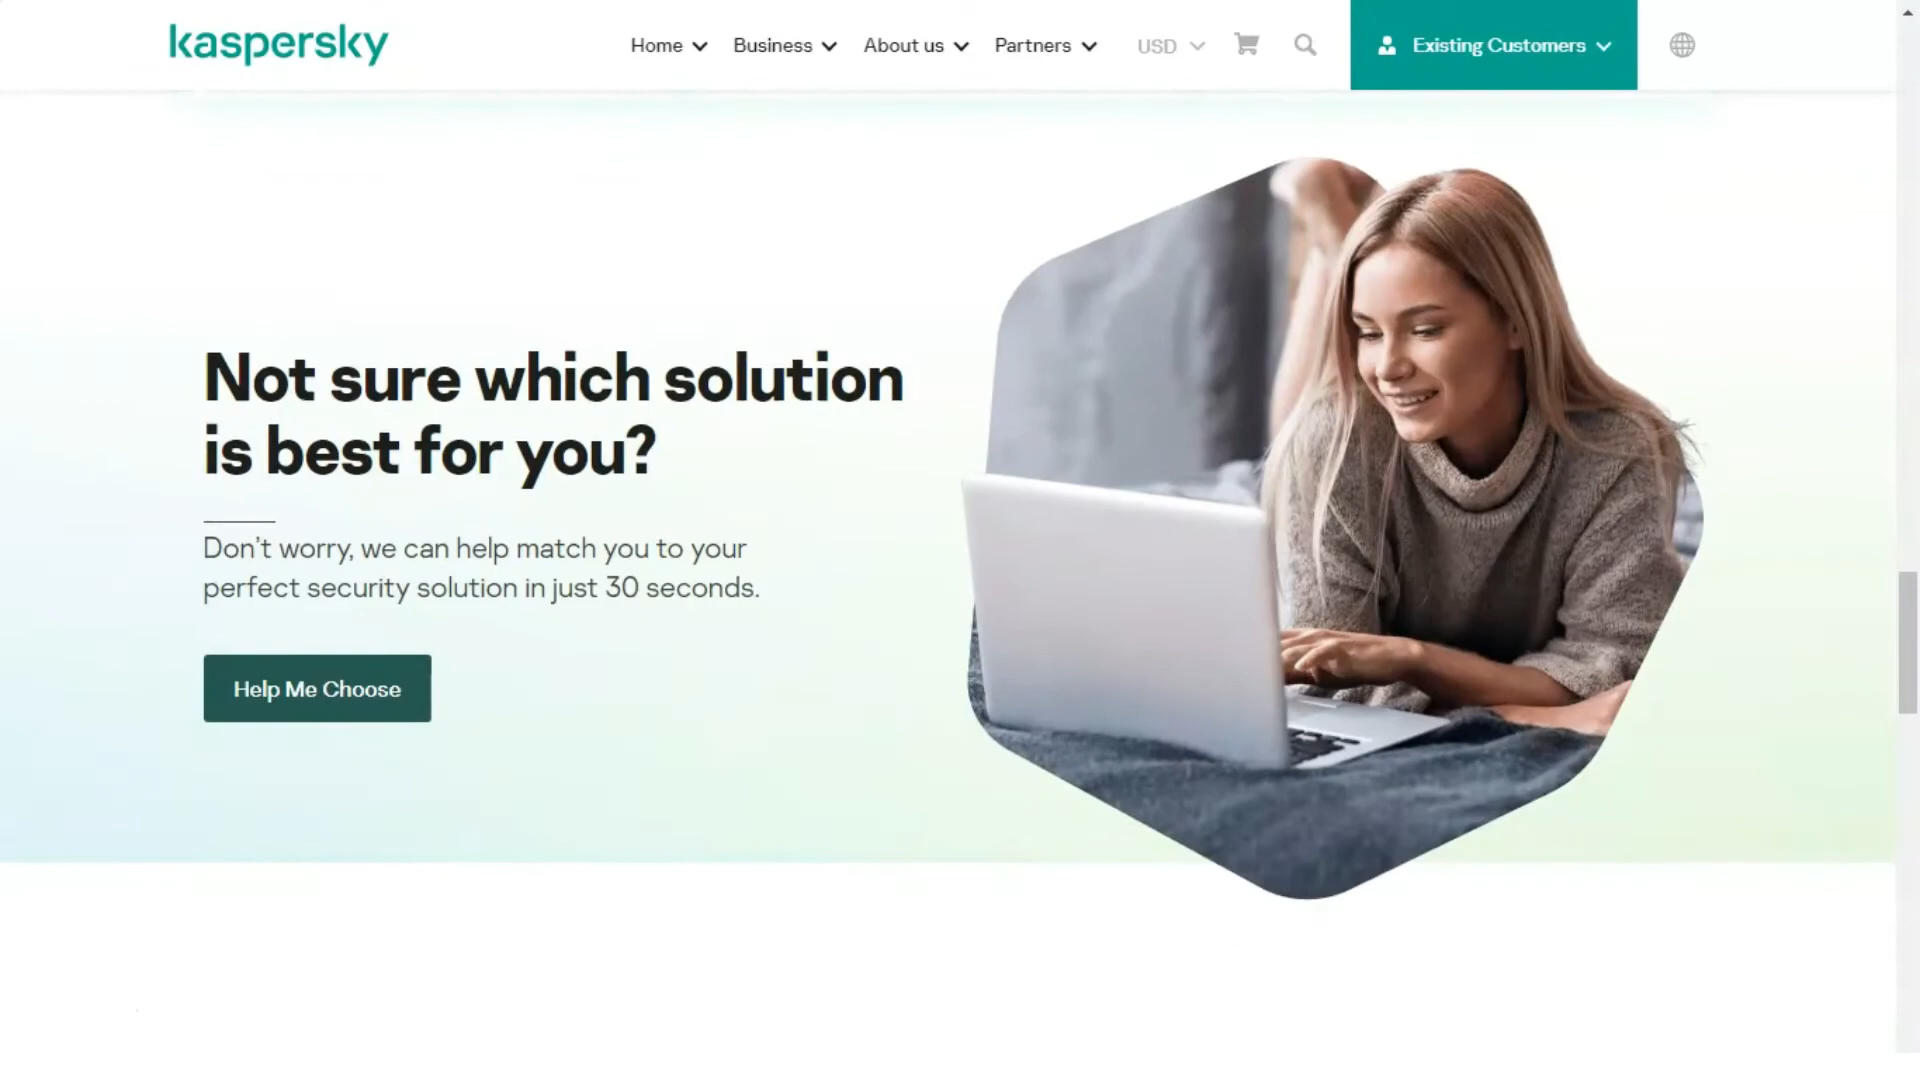 kaspersky
Home
Business
About us
Partners
USD
Existing Customers
Not sure which solution
is best for you?
Don't worry, we can help match you to your
perfect security solution in just 30 seconds.
Help Me Choose